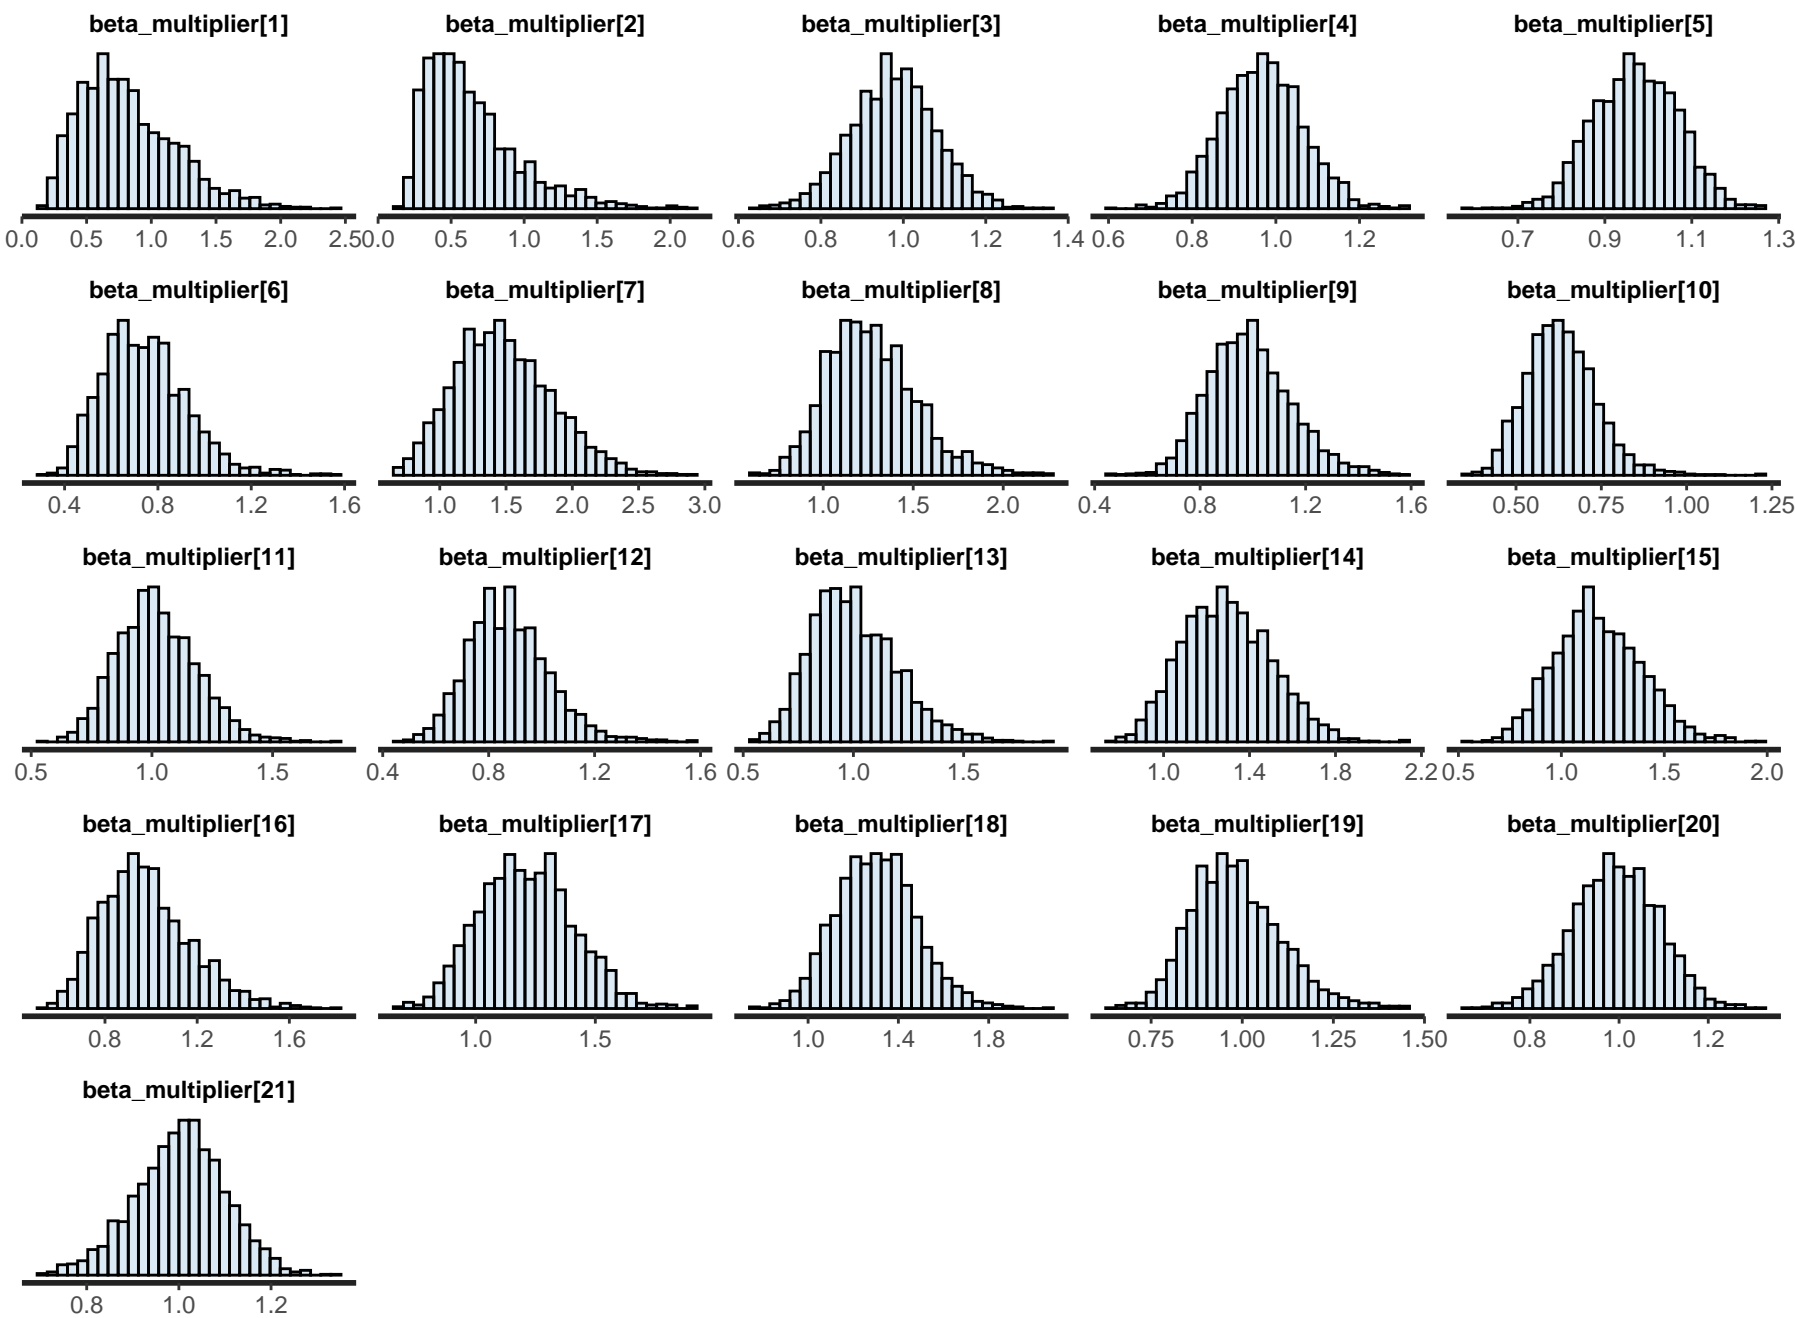 beta_multiplier[1] beta_multiplier[2] beta_multiplier[3] beta_multiplier[4] beta_multiplier[5]
0.0 0.5 1.0 1.5 2.0 2.5 0.0 0.5 1.0 1.5 2.0 0.6 0.8 1.0 1.2 1.4 0.6 0.8 1.0 1.2 0.7 0.9 1.1 1.3
beta_multiplier[6] beta_multiplier[7] beta_multiplier[8] beta_multiplier[9] beta_multiplier[10]
0.4 0.8 1.2 1.6 1.0 1.5 2.0 2.5 3.0 1.0 1.5 2.0 0.4 0.8 1.2 1.6 0.50 0.75 1.00 1.25
beta_multiplier[11] beta_multiplier[12] beta_multiplier[13] beta_multiplier[14] beta_multiplier[15]
0.5 1.0 1.5 0.4 0.8 1.2 1.6 0.5 1.0 1.5 1.0 1.4 1.8 2.2 0.5 1.0 1.5 2.0
beta_multiplier[16] beta_multiplier[17] beta_multiplier[18] beta_multiplier[19] beta_multiplier[20]
0.8 1.2 1.6 1.0 1.5 1.0 1.4 1.8 0.75 1.00 1.25 1.50 0.8 1.0 1.2
beta_multiplier[21]
0.8 1.0 1.2